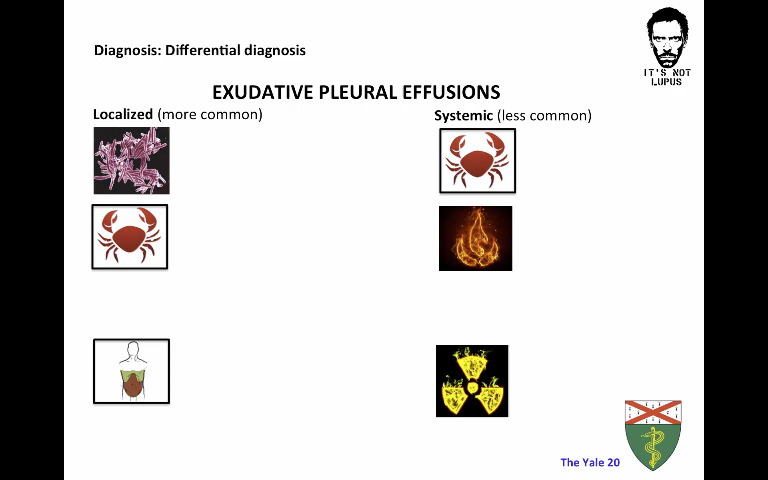 Diagnosis: Differential diagnosis
IT'S NOT
LUPUS
EXUDATIVE PLEURAL EFFUSIONS
Localized (more common)
Systemic (less common)
The Yale 20